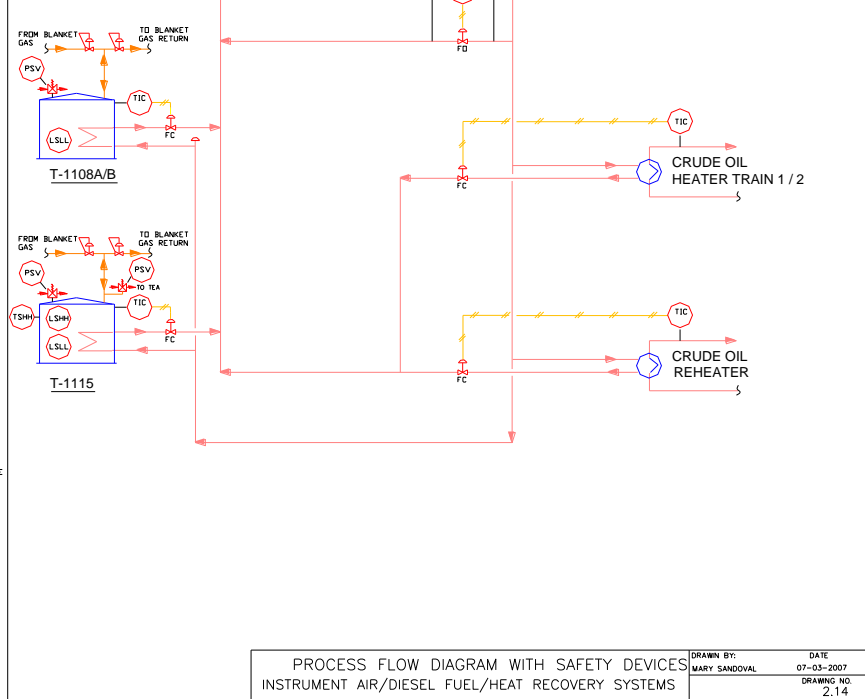 FO
FROM BLANKET
GAS
TO BLANKET
GAS RETURN
PSV
TIC
FC
LSLL
T-1108A/B
TIC
CRUDE OIL
HEATER TRAIN 1 / 2
FC
FROM BLANKET
GAS
TO BLANKET
GAS RETURN
PSV
PSV
TO TEA
TIC
TSHH
LSHH
LSLL
FC
T-1115
TIC
CRUDE OIL
REHEATER
FC
PROCESS FLOW DIAGRAM WITH SAFETY DEVICES
INSTRUMENT AIR/DIESEL FUEL/HEAT RECOVERY SYSTEMS
DRAWN BY:
MARY SANDOVAL
DATE
07-03-2007
DRAWING NO.
2.14